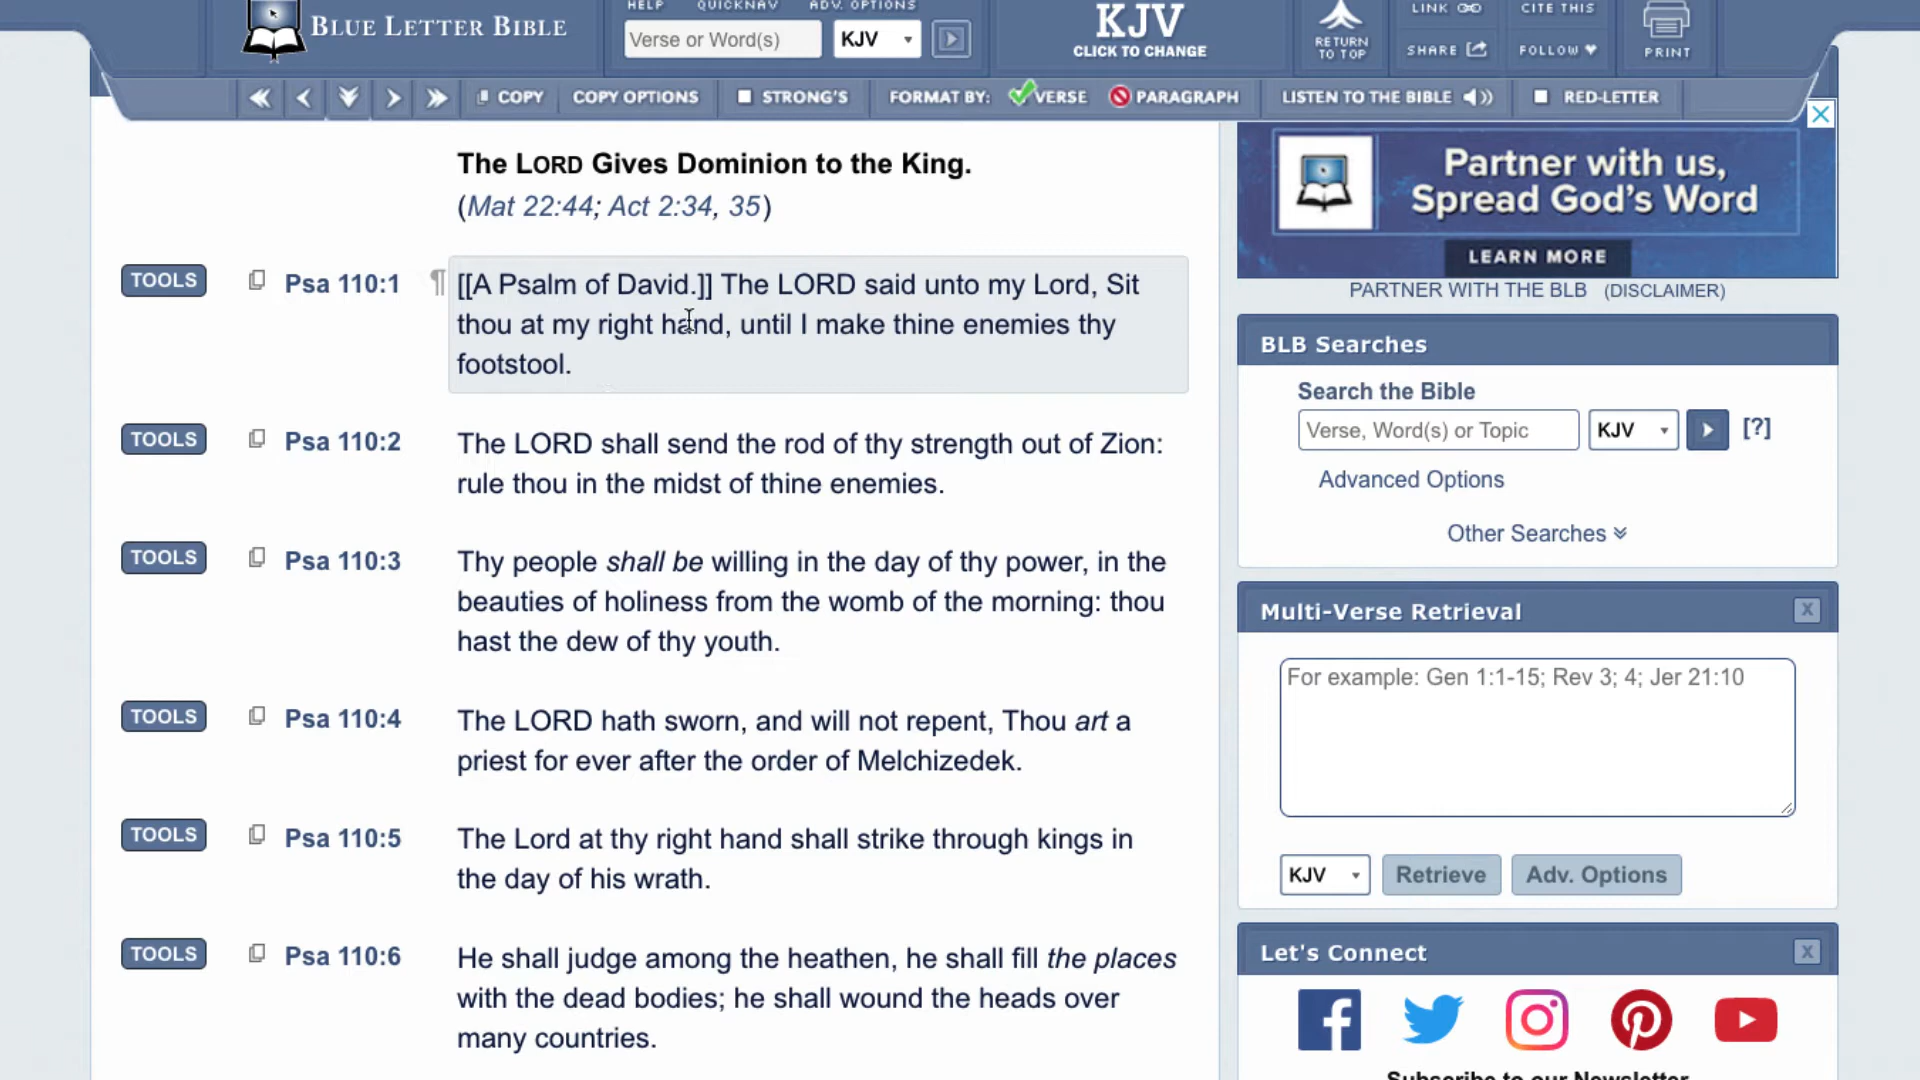 HELP QUICKNAV ADV. OPTIONS
BLUE LETTER BIBLE
Verse or Word(s)
KJV
KJV
CLICK TO CHANGE
RETURN
TO TOP
LINK
CITE THIS
SHARE
FOLLOW
PRINT
COPY
COPY OPTIONS
STRONG'S
FORMAT BY:
VERSE
PARAGRAPH
LISTEN TO THE BIBLE
RED-LETTER
The LORD Gives Dominion to the King.
(Mat 22:44; Act 2:34, 35)
TOOLS
Psa 110:1
¶ [[A Psalm of David.]] The LORD said unto my Lord, Sit
thou at my right hand, until I make thine enemies thy
footstool.
TOOLS
Psa 110:2
The LORD shall send the rod of thy strength out of Zion:
rule thou in the midst of thine enemies.
TOOLS
Psa 110:3
Thy people shall be willing in the day of thy power, in the
beauties of holiness from the womb of the morning: thou
hast the dew of thy youth.
TOOLS
Psa 110:4
The LORD hath sworn, and will not repent, Thou art a
priest for ever after the order of Melchizedek.
TOOLS
Psa 110:5
The Lord at thy right hand shall strike through kings in
the day of his wrath.
TOOLS
Psa 110:6
He shall judge among the heathen, he shall fill the places
with the dead bodies; he shall wound the heads over
many countries.
Partner with us,
Spread God's Word
LEARN MORE
PARTNER WITH THE BLB (DISCLAIMER)
BLB Searches
Search the Bible
Verse, Word(s) or Topic
KJV
[?]
Advanced Options
Other Searches
Multi-Verse Retrieval
X
For example: Gen 1:1-15; Rev 3; 4; Jer 21:10
KJV
Retrieve
Adv. Options
Let's Connect
X
Subscribe to our Newsletter